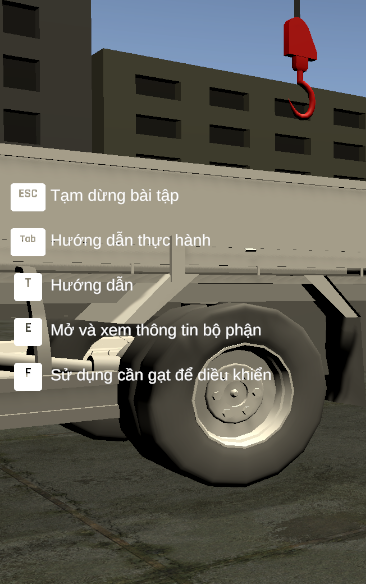 ESC Tạm dừng bài tập
Tab Hướng dẫn thực hành
T Hướng dẫn
E Mở và xem thông tin bộ phận
F Sử dụng cần gạt để điều khiển